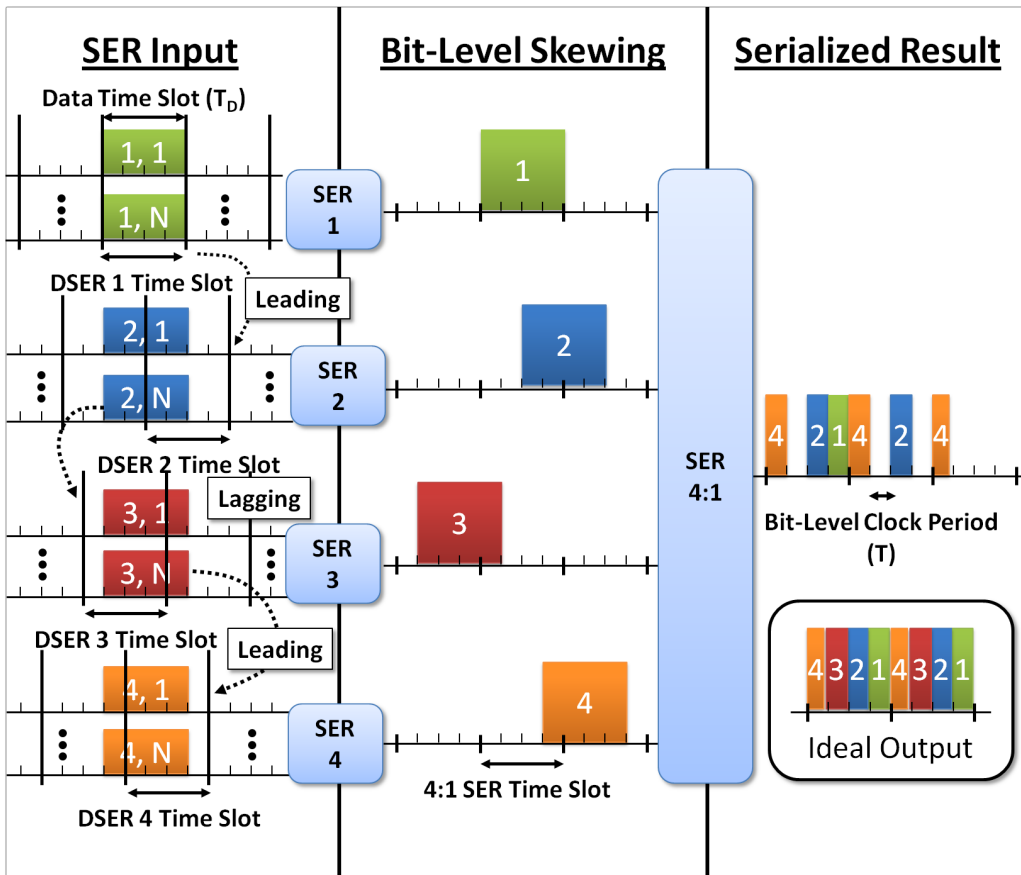 SER Input
Bit-Level Skewing
Serialized Result
Data Time Slot (TD)
1, 1
1, N
SER
1
1
DSER 1 Time Slot
Leading
2, 1
2, N
SER
2
2
DSER 2 Time Slot
Lagging
3, 1
3, N
SER
3
3
DSER 3 Time Slot
Leading
4, 1
4, N
SER
4
4
DSER 4 Time Slot
4:1 SER Time Slot
SER
4:1
4 2 1 4 2 4
Bit-Level Clock Period
(T)
4 3 2 1 4 3 2 1
Ideal Output